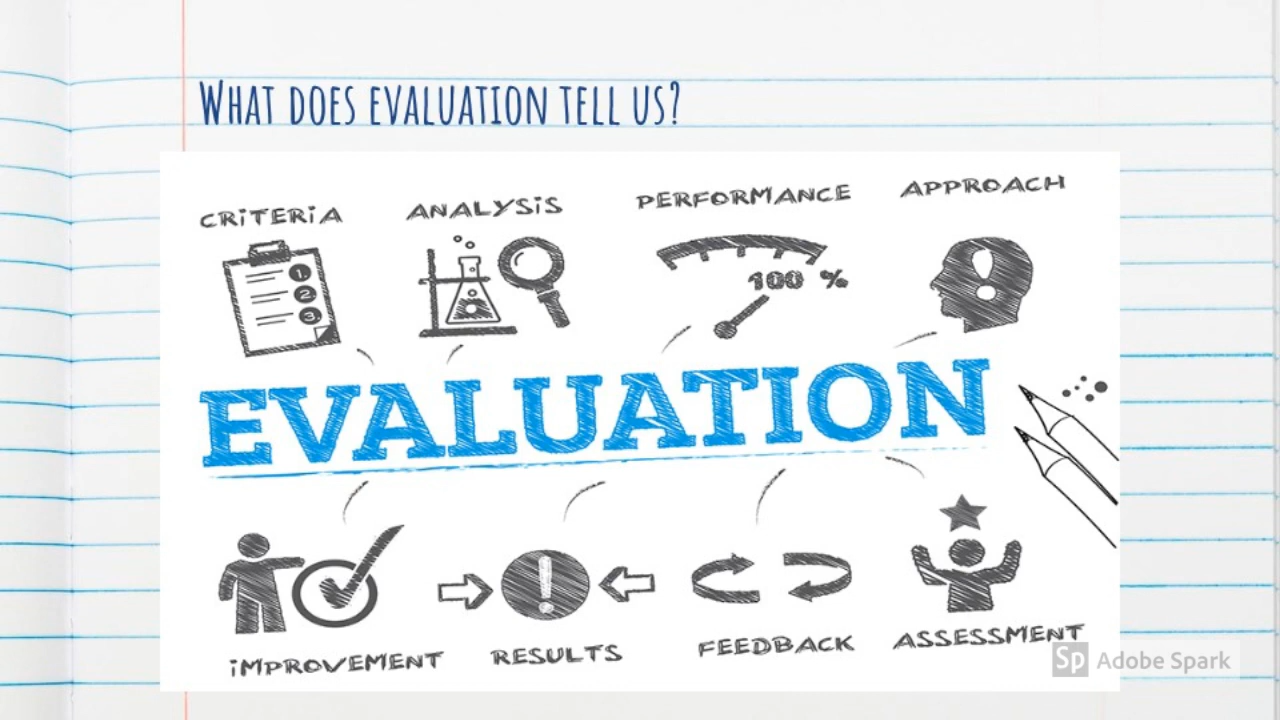 What does evaluation tell us?
CRiTERiA
ANALYSiS
PERFORMANCE
APPROACH
1.
2.
3.
100 %
EVALUATION
iMPROVEMENT
RESULTS
FEEDBACK
ASSESSMENT
Sp Adobe Spark